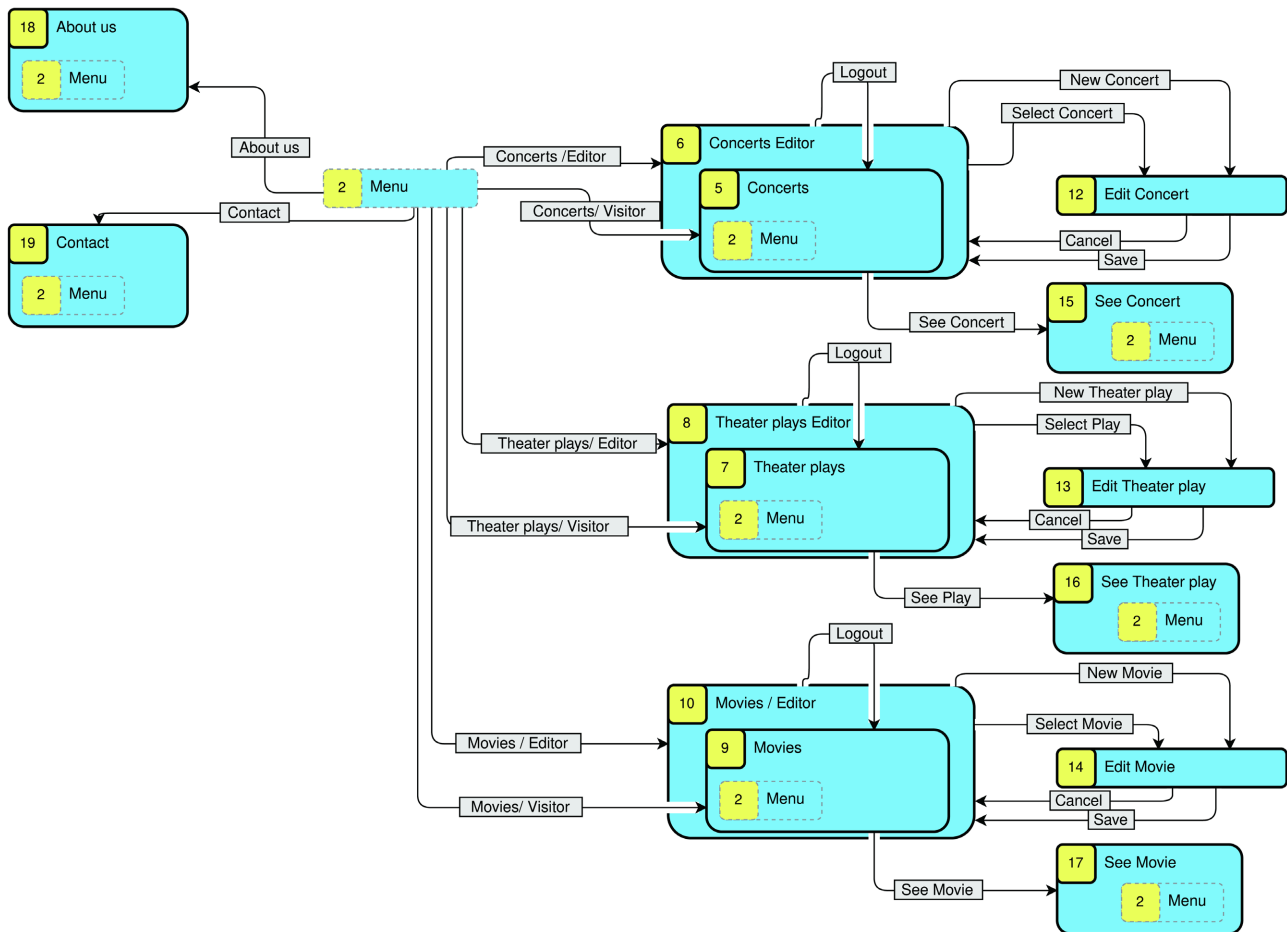 18 About us
2 Menu
About us
2 Menu
Contact
19 Contact
2 Menu
Logout
New Concert
Select Concert
Concerts /Editor
6 Concerts Editor
Concerts/ Visitor
5 Concerts
2 Menu
12 Edit Concert
Cancel
Save
See Concert
15 See Concert
2 Menu
Logout
New Theater play
Select Play
Theater plays/ Editor
8 Theater plays Editor
7 Theater plays
2 Menu
Theater plays/ Visitor
13 Edit Theater play
Cancel
Save
See Play
16 See Theater play
2 Menu
Logout
New Movie
Select Movie
Movies / Editor
10 Movies / Editor
9 Movies
2 Menu
Movies/ Visitor
14 Edit Movie
Cancel
Save
See Movie
17 See Movie
2 Menu